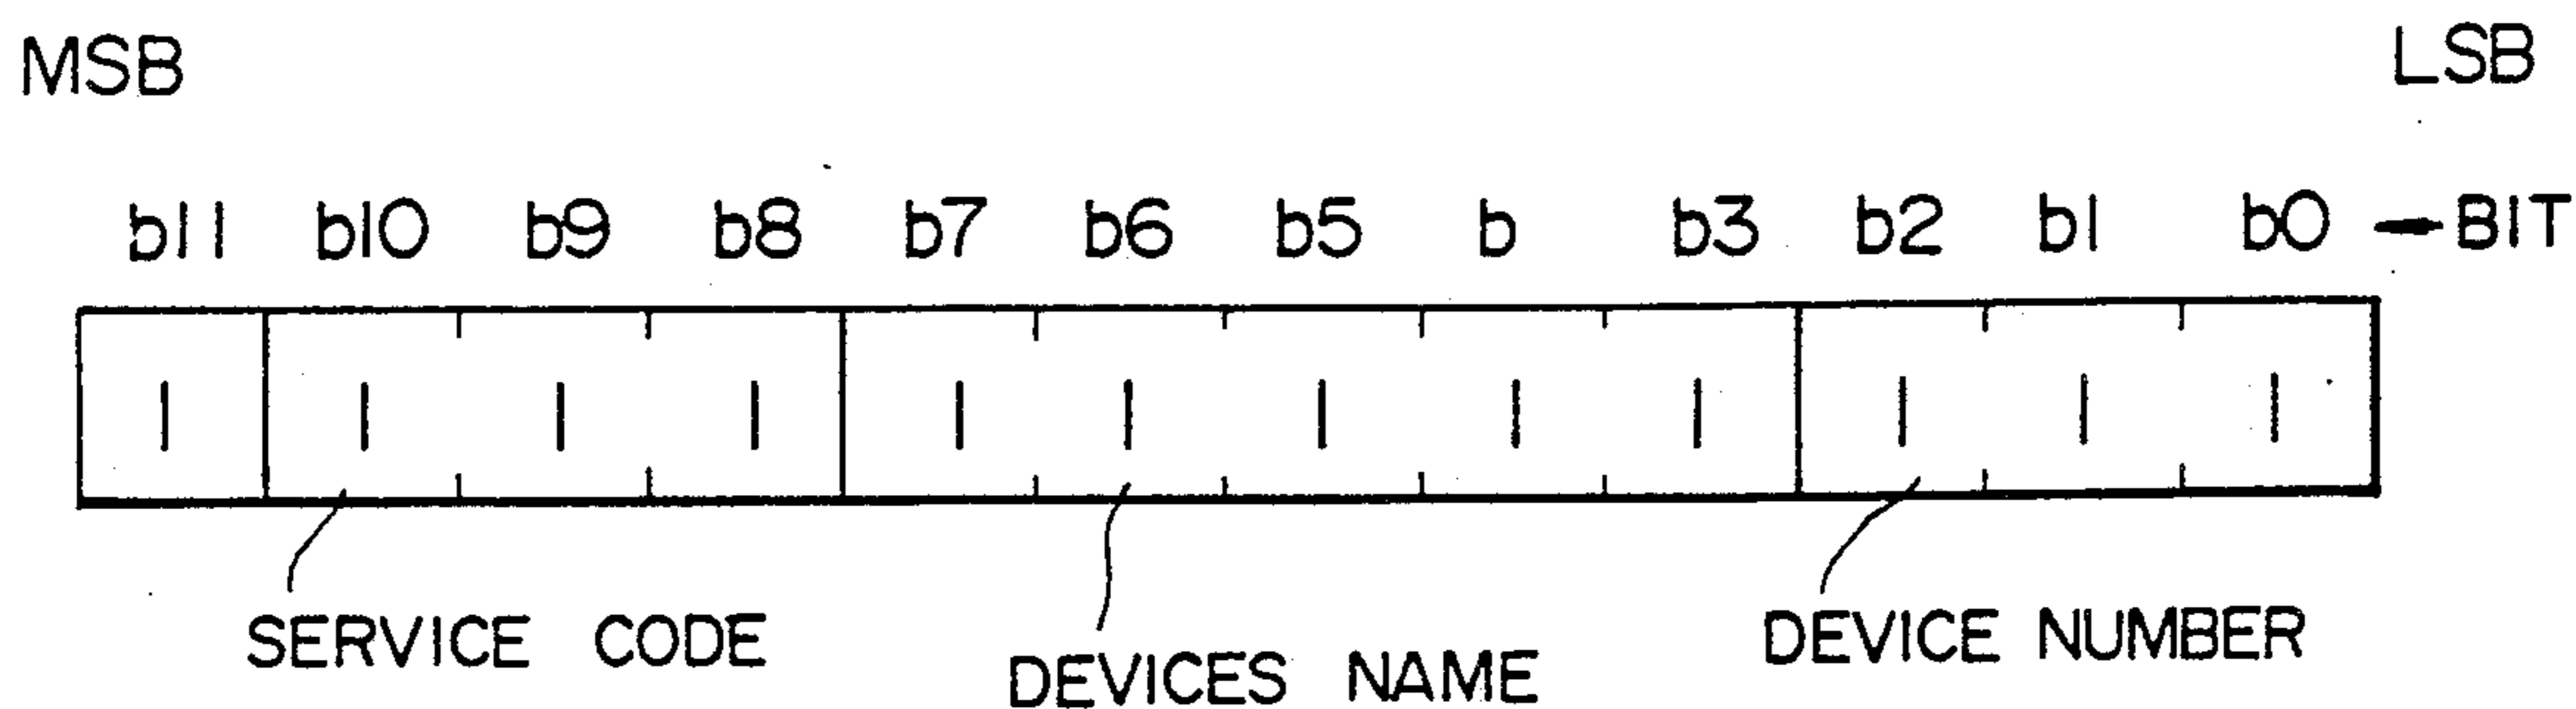 MSB LSB
b11 b10 b9 b8 b7 b6 b5 b b3 b2 b1 b0 BIT
1 1 1 1 1 1 1 1 1 1 1 1
SERVICE CODE DEVICES NAME DEVICE NUMBER